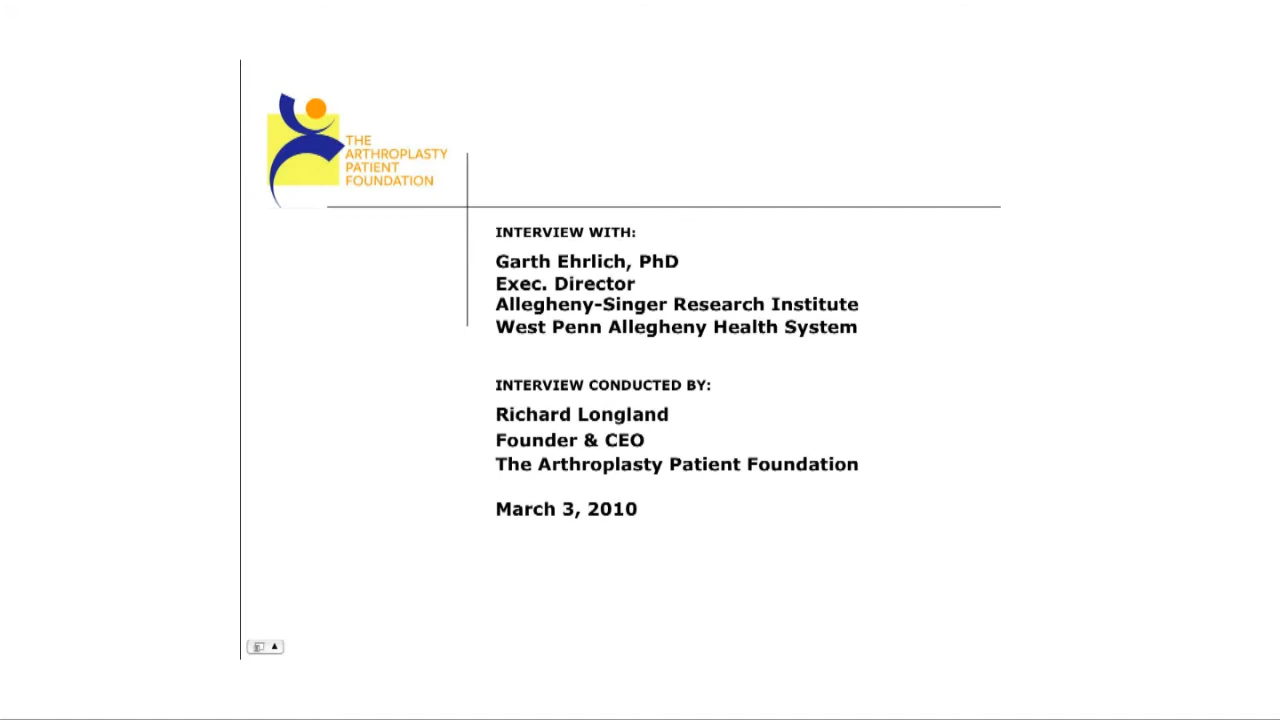 THE
ARTHROPLASTY
PATIENT
FOUNDATION
INTERVIEW WITH:
Garth Ehrlich, PhD
Exec. Director
Allegheny-Singer Research Institute
West Penn Allegheny Health System
INTERVIEW CONDUCTED BY:
Richard Longland
Founder & CEO
The Arthroplasty Patient Foundation
March 3, 2010